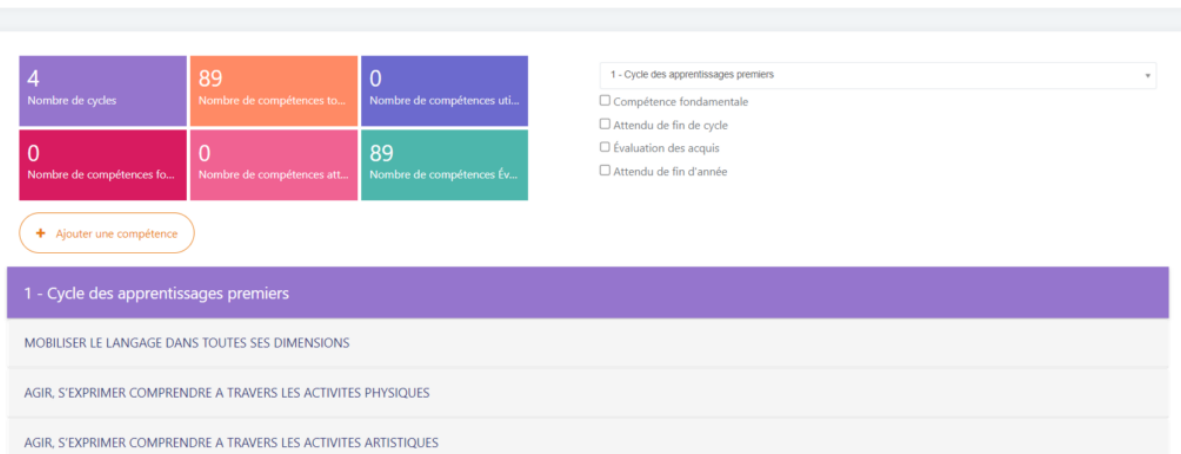 4
Nombre de cycles
89
Nombre de compétences to...
0
Nombre de compétences uti...
0
Nombre de compétences fo...
0
Nombre de compétences att...
89
Nombre de compétences Év...
1 - Cycle des apprentissages premiers
Compétence fondamentale
Attendu de fin de cycle
Évaluation des acquis
Attendu de fin d'année
+ Ajouter une compétence
1 - Cycle des apprentissages premiers
MOBILISER LE LANGAGE DANS TOUTES SES DIMENSIONS
AGIR, S'EXPRIMER COMPRENDRE A TRAVERS LES ACTIVITES PHYSIQUES
AGIR, S'EXPRIMER COMPRENDRE A TRAVERS LES ACTIVITES ARTISTIQUES